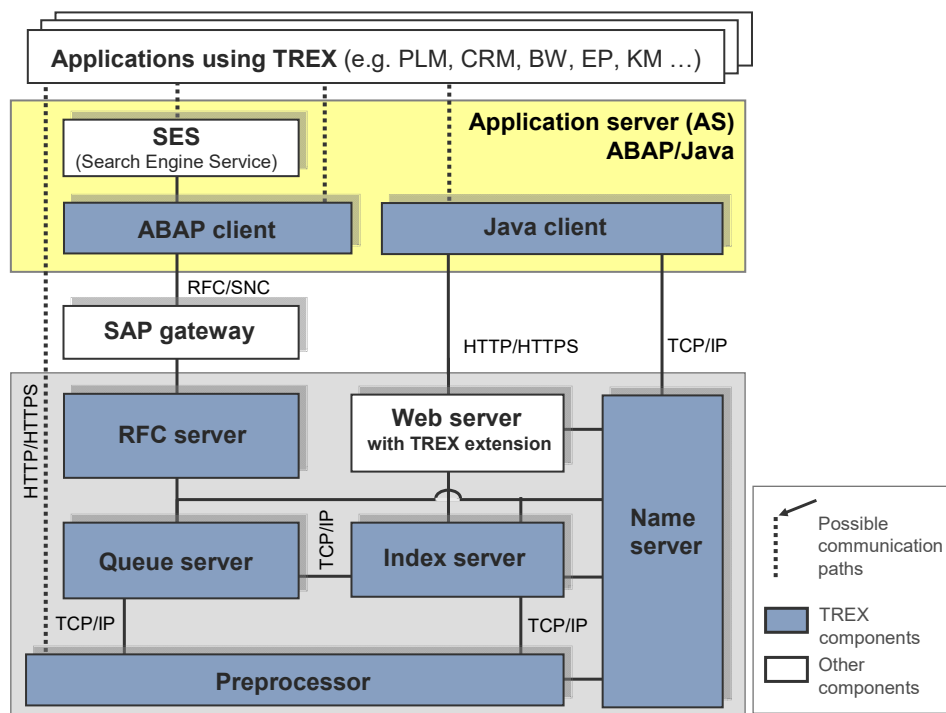 Applications using TREX (e.g. PLM, CRM, BW, EP, KM …)
Application server (AS)
ABAP/Java
SES
(Search Engine Service)
ABAP client
Java client
RFC/SNC
SAP gateway
HTTP/HTTPS
TCP/IP
HTTP/HTTPS
RFC server
Web server
with TREX extension
Name
server
Queue server
TCP/IP
Index server
TCP/IP
TCP/IP
Preprocessor
Possible
communication
paths
TREX
components
Other
components